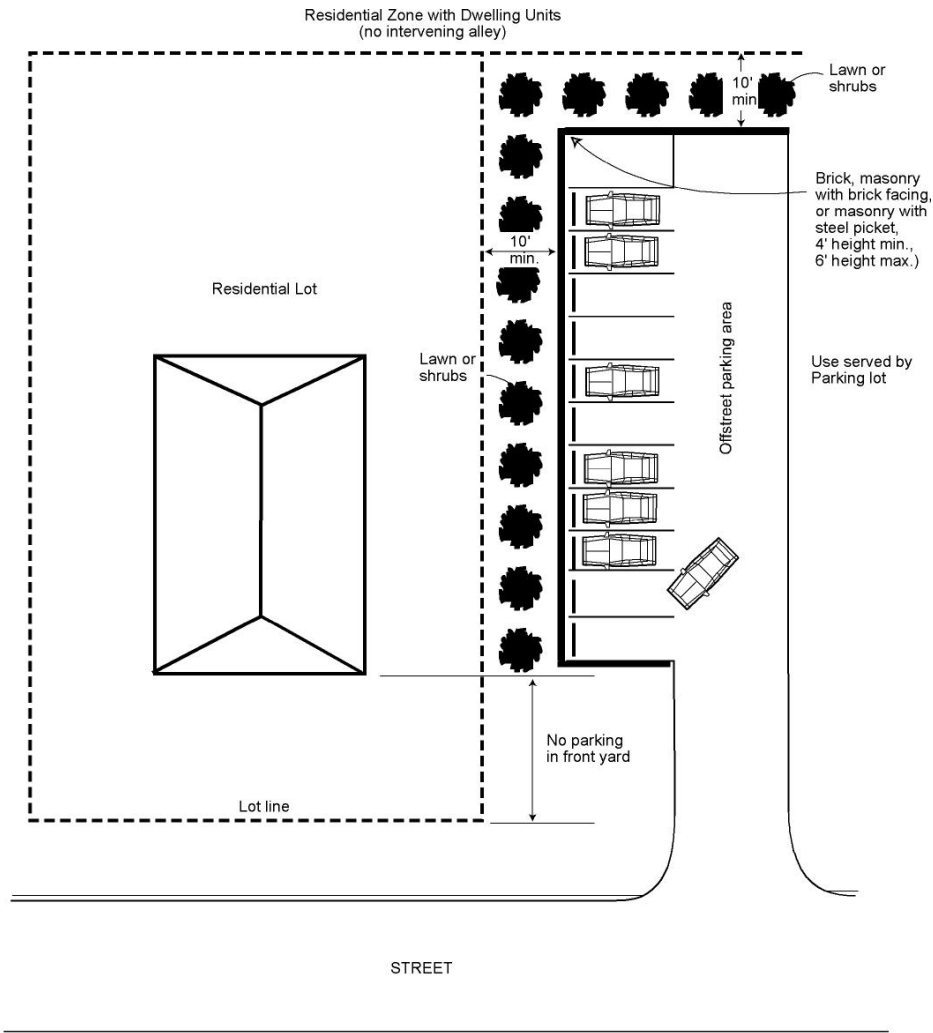 Residential Zone with Dwelling Units
(no intervening alley)
10'
min
Lawn or
shrubs
Brick, masonry
with brick facing,
or masonry with
steel picket,
4' height min.,
6' height max.)
10'
min.
Residential Lot
Offstreet parking area
Lawn or
shrubs
Use served by
Parking lot
No parking
in front yard
Lot line
STREET